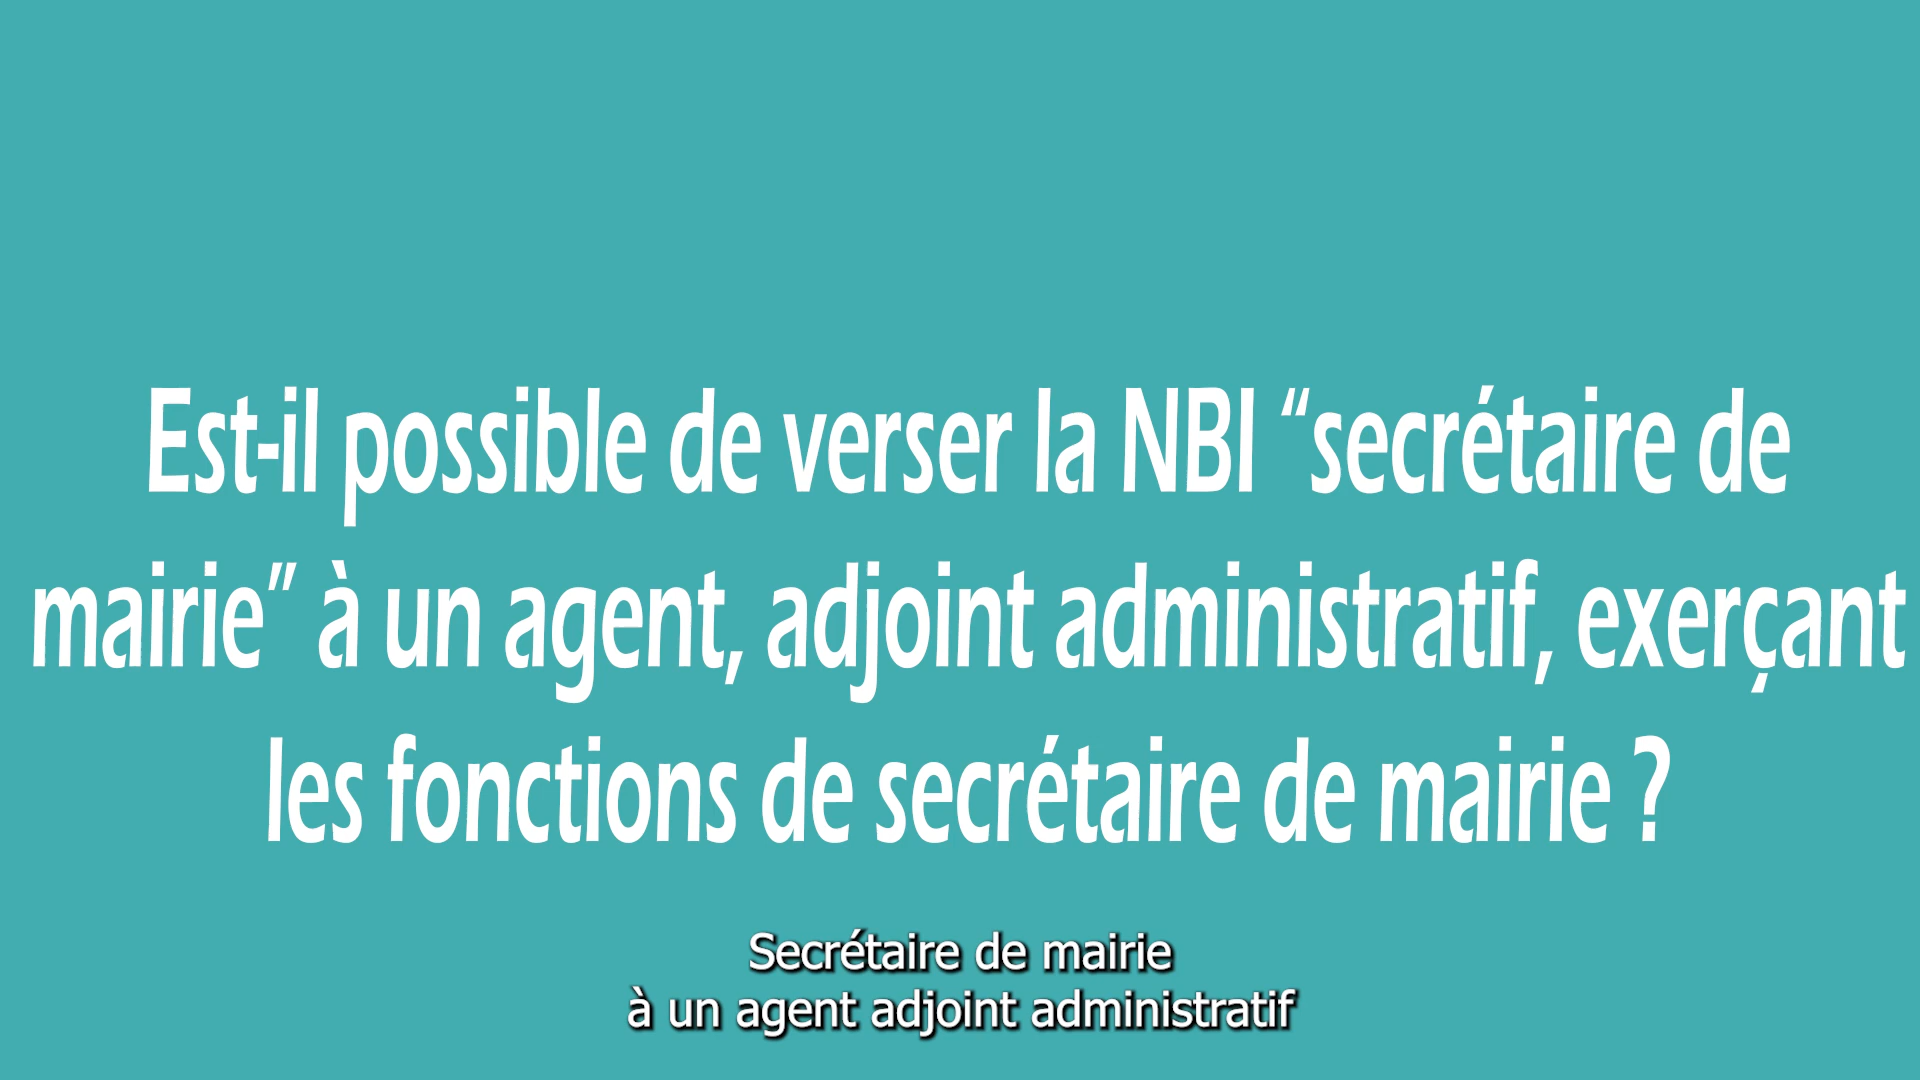 Est-il possible de verser la NBI “secrétaire de
mairie” à un agent, adjoint administratif, exerçant
les fonctions de secrétaire de mairie ?
Secrétaire de mairie
à un agent adjoint administratif